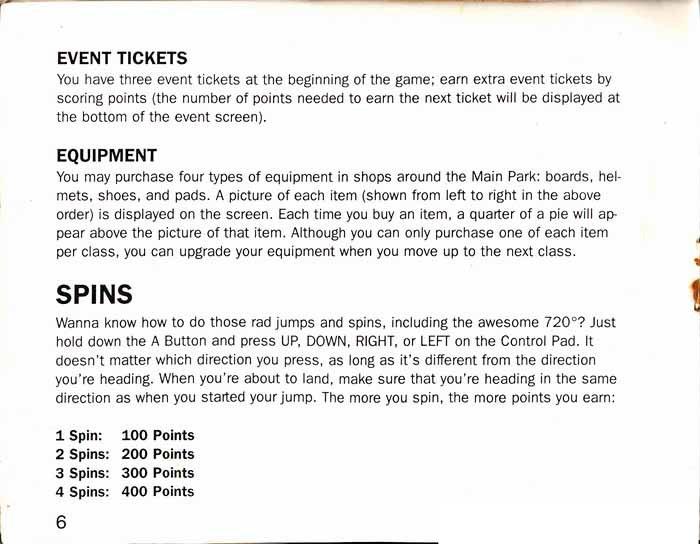 EVENT TICKETS
You have three event tickets at the beginning of the game; earn extra event tickets by
scoring points (the number of points needed to earn the next ticket will be displayed at
the bottom of the event screen).
EQUIPMENT
You may purchase four types of equipment in shops around the Main Park: boards, hel-
mets, shoes, and pads. A picture of each item (shown from left to right in the above
order) is displayed on the screen. Each time you buy an item, a quarter of a pie will ap-
pear above the picture of that item. Although you can only purchase one of each item
per class, you can upgrade your equipment when you move up to the next class.
SPINS
Wanna know how to do those rad jumps and spins, including the awesome 720°? Just
hold down the A Button and press UP, DOWN, RIGHT, or LEFT on the Control Pad. It
doesn't matter which direction you press, as long as it's different from the direction
you're heading. When you're about to land, make sure that you're heading in the same
direction as when you started your jump. The more you spin, the more points you earn:
1 Spin: 100 Points
2 Spins: 200 Points
3 Spins: 300 Points
4 Spins: 400 Points
6